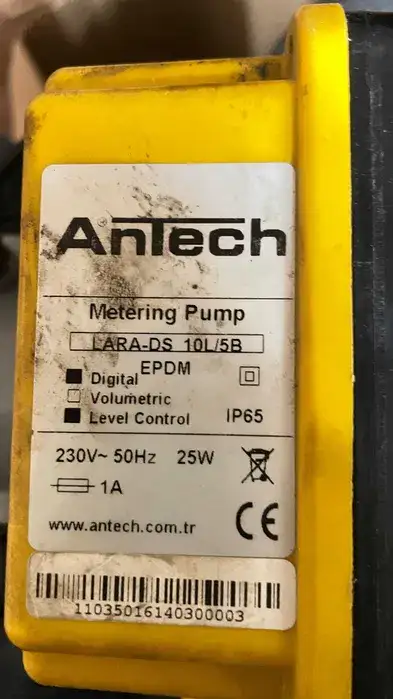 AnTech
Metering Pump
LARA-DS 10L/5B
EPDM
Digital
Volumetric
Level Control IP65
230V~ 50Hz 25W
1A
www.antech.com.tr
CE
11035016140300003